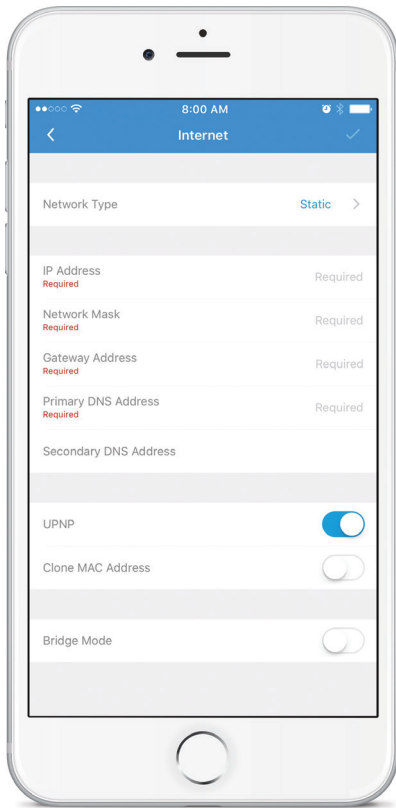 8:00 AM
Internet
Network Type Static
IP Address
Required Required
Network Mask
Required Required
Gateway Address
Required Required
Primary DNS Address
Required Required
Secondary DNS Address
UPNP
Clone MAC Address
Bridge Mode